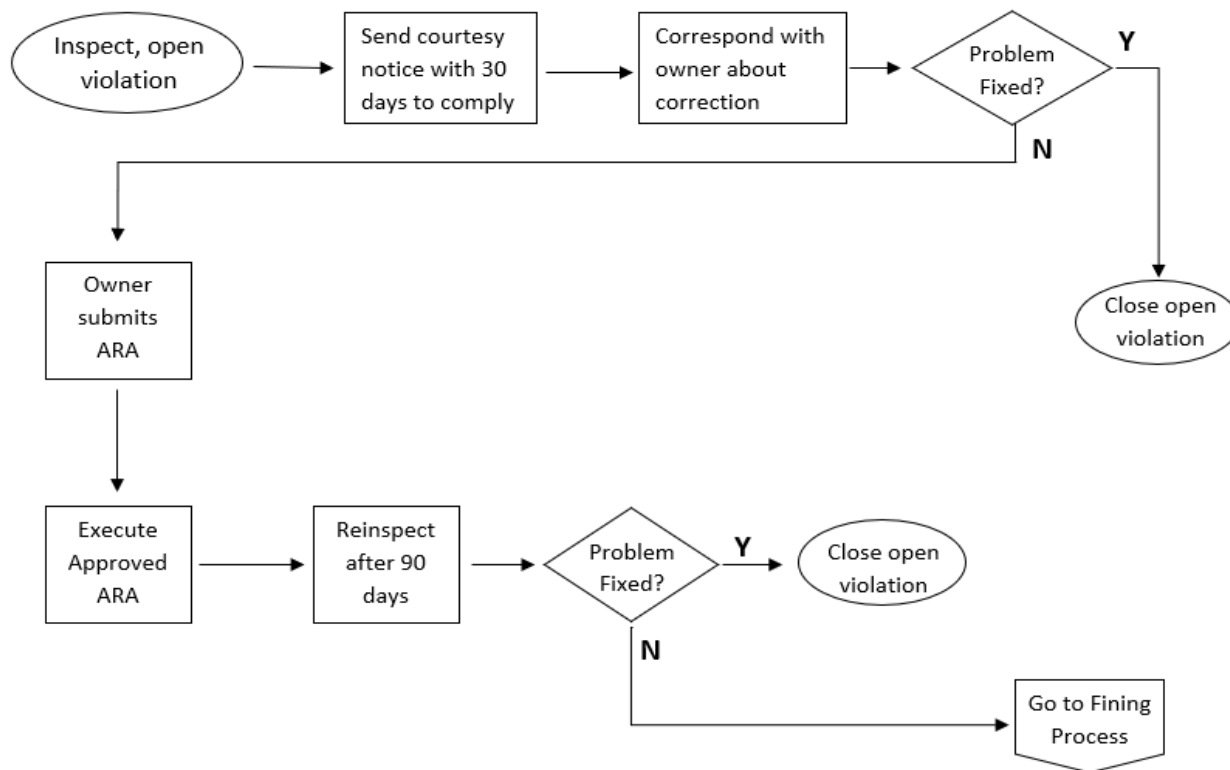 Inspect, open
violation
Send courtesy
notice with 30
days to comply
Correspond with
owner about
correction
Problem
Fixed?
Y
N
Owner
submits
ARA
Close open
violation
Execute
Approved
ARA
Reinspect
after 90
days
Problem
Fixed?
Y
Close open
violation
N
Go to Fining
Process